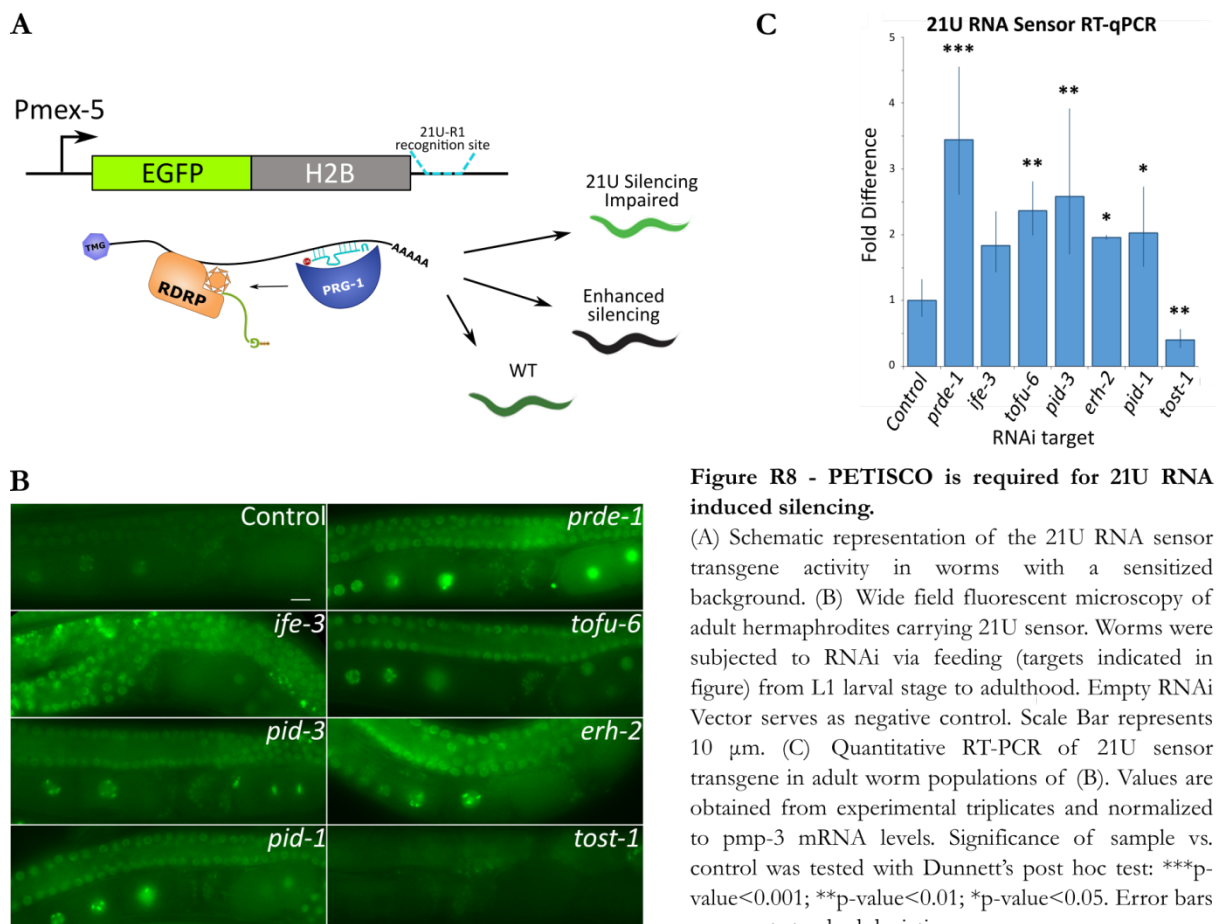 A
Pmex-5
21U-R1
recognition site
EGFP
H2B
TMG
RDRP
PRG-1
AAAAA
G
21U Silencing
Impaired
Enhanced
silencing
WT
C
21U RNA Sensor RT-qPCR
Fold Difference
5
4
3
2
1
0
***
**
**
*
*
**
Control
prde-1
ife-3
tofu-6
pid-3
erh-2
pid-1
tost-1
RNAi target
B
Control
prde-1
ife-3
tofu-6
pid-3
erh-2
pid-1
tost-1
Figure R8 - PETISCO is required for 21U RNA
induced silencing.
(A) Schematic representation of the 21U RNA sensor
transgene activity in worms with a sensitized
background. (B) Wide field fluorescent microscopy of
adult hermaphrodites carrying 21U sensor. Worms were
subjected to RNAi via feeding (targets indicated in
figure) from L1 larval stage to adulthood. Empty RNAi
Vector serves as negative control. Scale Bar represents
10 µm. (C) Quantitative RT-PCR of 21U sensor
transgene in adult worm populations of (B). Values are
obtained from experimental triplicates and normalized
to pmp-3 mRNA levels. Significance of sample vs.
control was tested with Dunnett's post hoc test: ***p-
value<0.001; **p-value<0.01; *p-value<0.05. Error bars